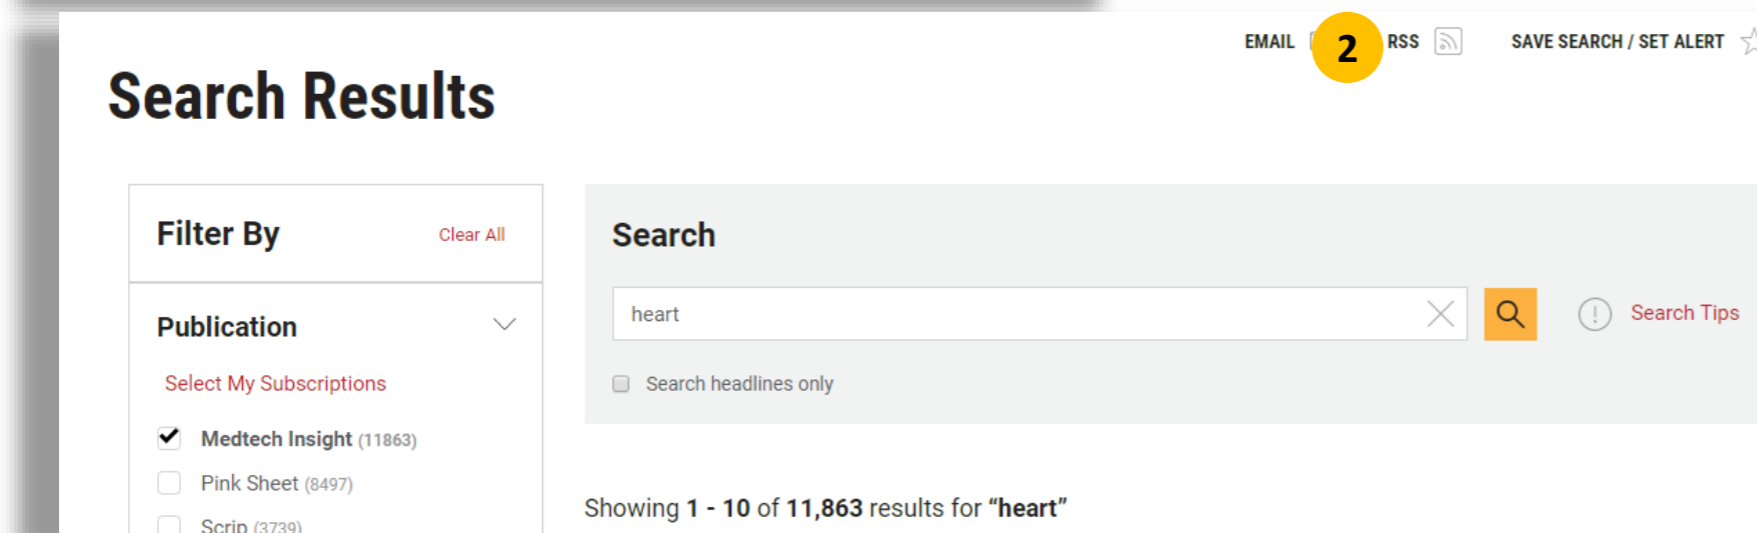 EMAIL 2 RSS SAVE SEARCH / SET ALERT
Search Results
Filter By Clear All
Publication
Select My Subscriptions
Medtech Insight (11863)
Pink Sheet (8497)
Scrip (3739)
Search
heart
Search Tips
Search headlines only
Showing 1 - 10 of 11,863 results for “heart”